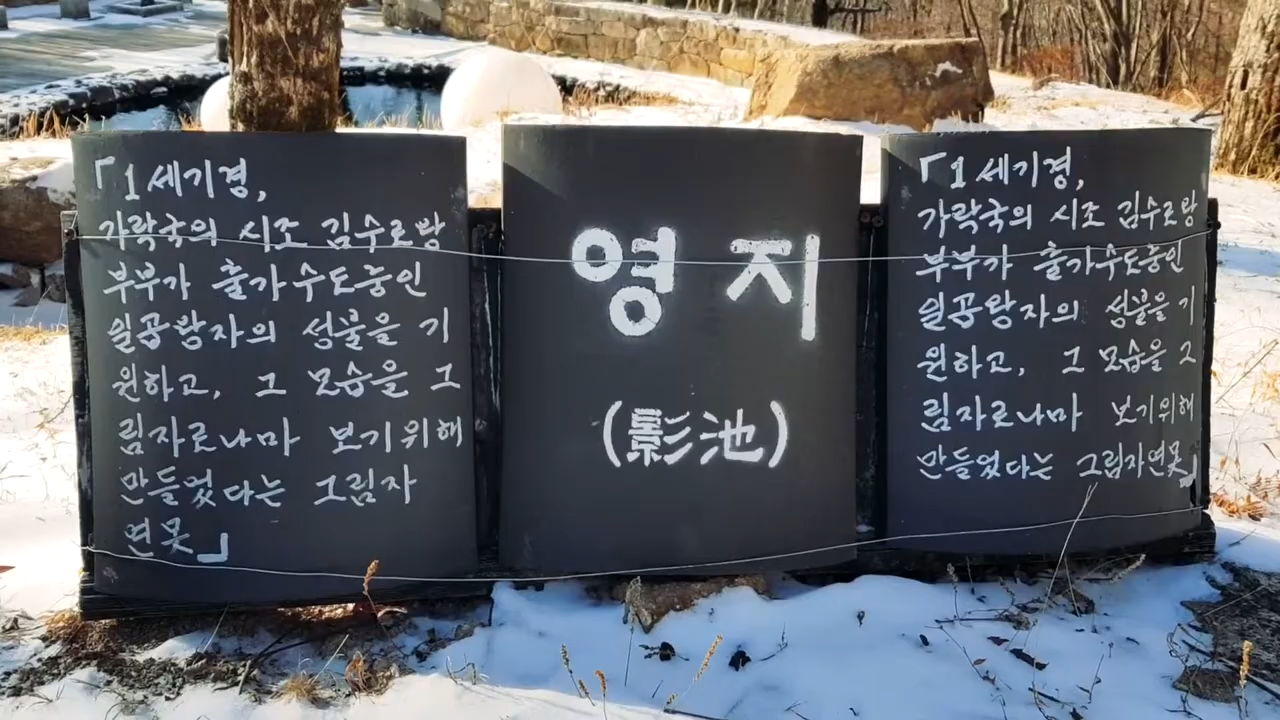 「1세기경,
가락국의 시조 김수로왕
부부가 출가수도중인
일곱왕자의 성불을 기
원하고, 그 모습을 그
림자로나마 보기위해
만들었다는 그림자
연못」
영지
(影池)
「1세기경,
가락국의 시조 김수로왕
부부가 출가수도중인
일곱왕자의 성불을 기
원하고, 그 모습을 그
림자로나마 보기위해
만들었다는 그림자연못」